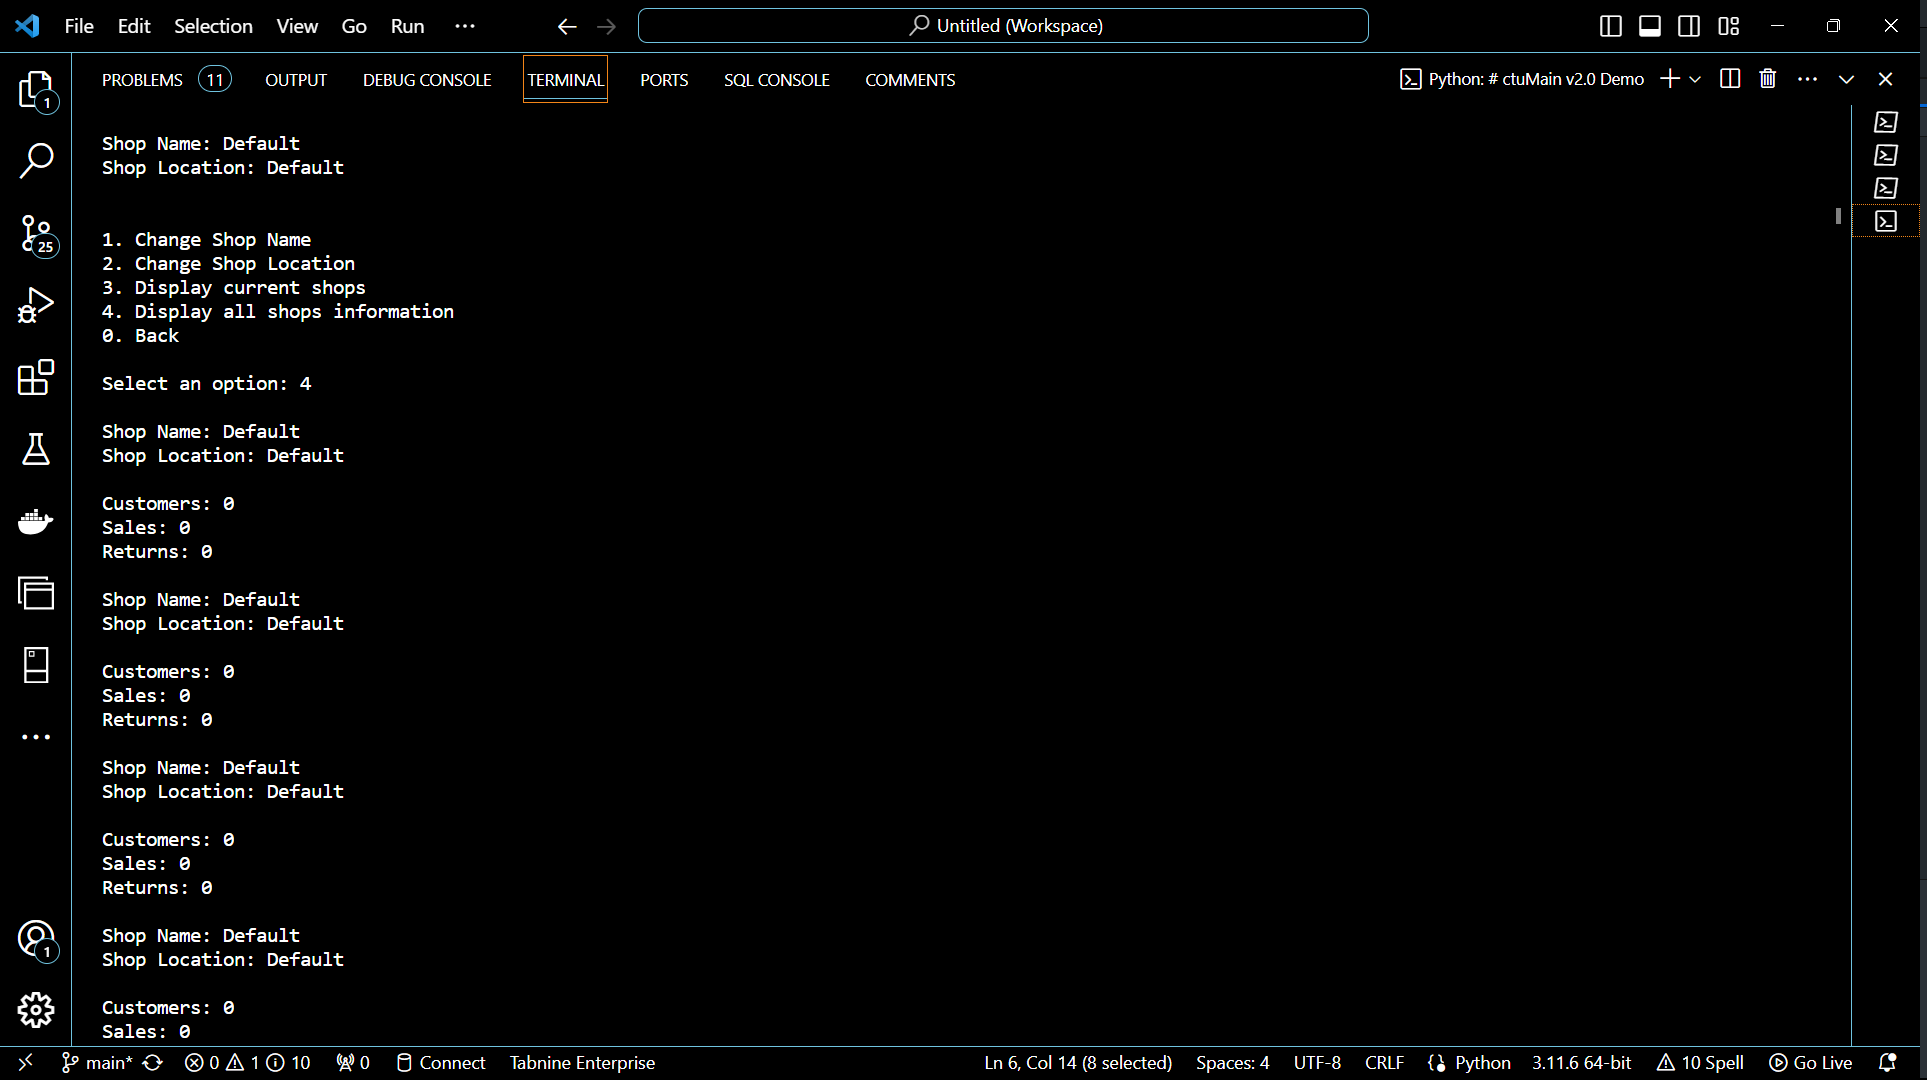 File Edit Selection View Go Run ··· Untitled (Workspace)
PROBLEMS 11 OUTPUT DEBUG CONSOLE TERMINAL PORTS SQL CONSOLE COMMENTS Python: # ctuMain v2.0 Demo
1
25
1
Shop Name: Default
Shop Location: Default
1. Change Shop Name
2. Change Shop Location
3. Display current shops
4. Display all shops information
0. Back
Select an option: 4
Shop Name: Default
Shop Location: Default
Customers: 0
Sales: 0
Returns: 0
Shop Name: Default
Shop Location: Default
Customers: 0
Sales: 0
Returns: 0
Shop Name: Default
Shop Location: Default
Customers: 0
Sales: 0
Returns: 0
Shop Name: Default
Shop Location: Default
Customers: 0
Sales: 0
main* 0 1 10 0 Connect Tabnine Enterprise Ln 6, Col 14 (8 selected) Spaces: 4 UTF-8 CRLF Python 3.11.6 64-bit 10 Spell Go Live